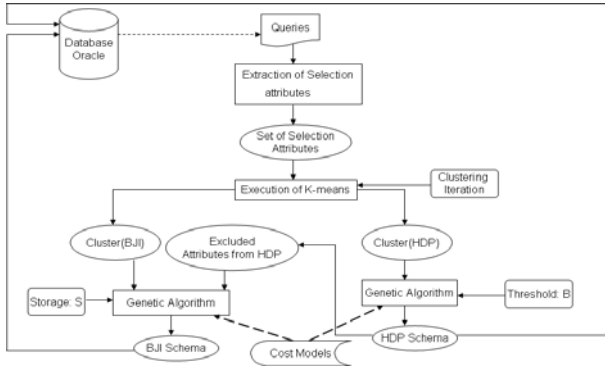 Database
Oracle
Queries
Extraction of Selection
attributes
Set of Selection
Attributes
Execution of K-means
Clustering
Iteration
Cluster(BJI)
Excluded
Attributes from HDP
Cluster(HDP)
Storage: S
Genetic Algorithm
Genetic Algorithm
Threshold: B
BJI Schema
Cost Models
HDP Schema